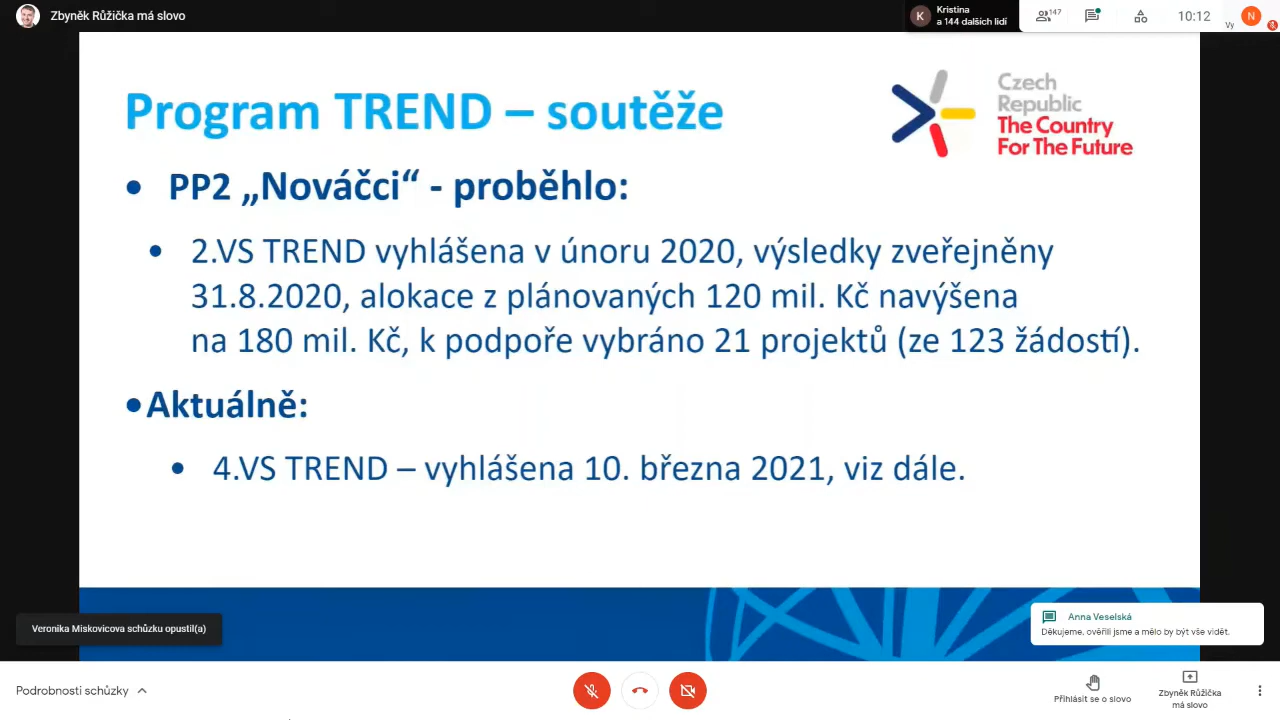 Zbyněk Růžička má slovo
K
Kristina
a 144 dalších lidí
147
10:12
Vy
N
Program TREND – soutěže
Czech
Republic
The Country
For The Future
• PP2 „Nováčci“ - proběhlo:
• 2.VS TREND vyhlášena v únoru 2020, výsledky zveřejněny
31.8.2020, alokace z plánovaných 120 mil. Kč navýšena
na 180 mil. Kč, k podpoře vybráno 21 projektů (ze 123 žádostí).
•Aktuálně:
• 4.VS TREND – vyhlášena 10. března 2021, viz dále.
Veronika Miskovicova schůzku opustil(a)
Anna Veselská
Děkujeme, ověřili jsme a mělo by být vše vidět.
Podrobnosti schůzky
Přihlásit se o slovo
Zbyněk Růžička
má slovo